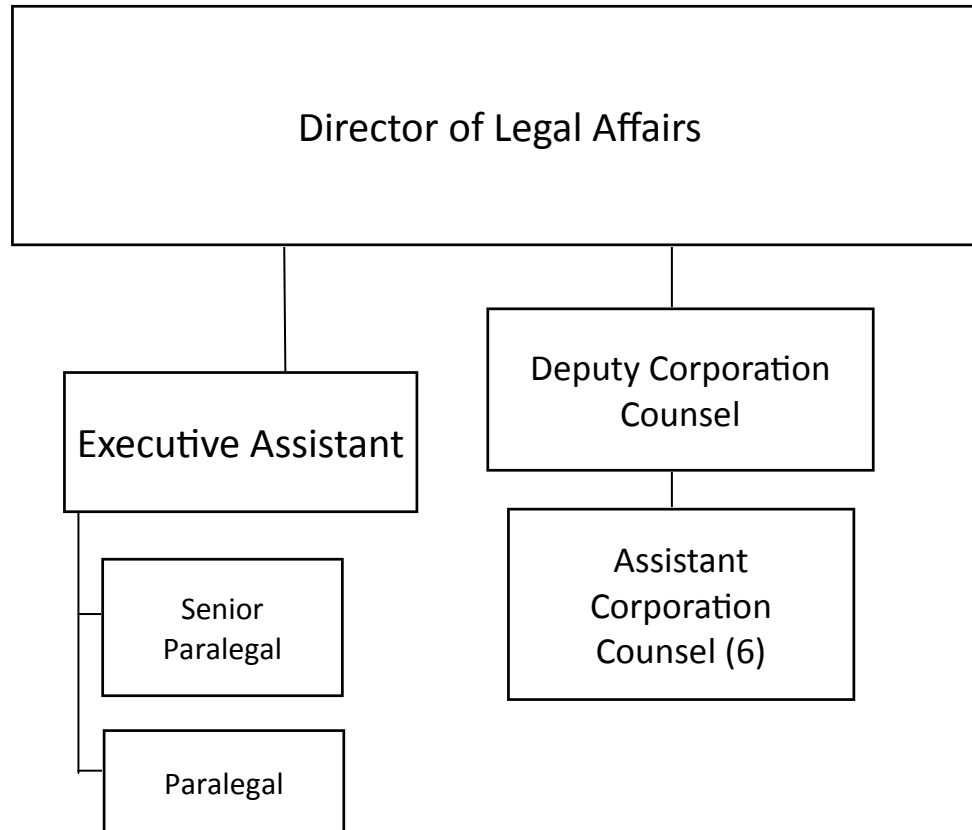 Director of Legal Affairs
Executive Assistant
Senior
Paralegal
Paralegal
Deputy Corporation
Counsel
Assistant
Corporation
Counsel (6)